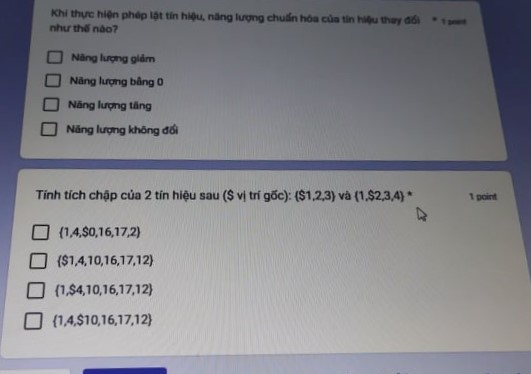 Khi thực hiện phép lật tín hiệu, năng lượng chuẩn hóa của tín hiệu thay đổi * 1 point
như thế nào?
Năng lượng giảm
Năng lượng bằng 0
Năng lượng tăng
Năng lượng không đổi
Tính tích chập của 2 tín hiệu sau ($ vị trí gốc): {$1,2,3} và {1,$2,3,4} * 1 point
{1,4,$0,16,17,2}
{$1,4,10,16,17,12}
{1,$4,10,16,17,12}
{1,4,$10,16,17,12}